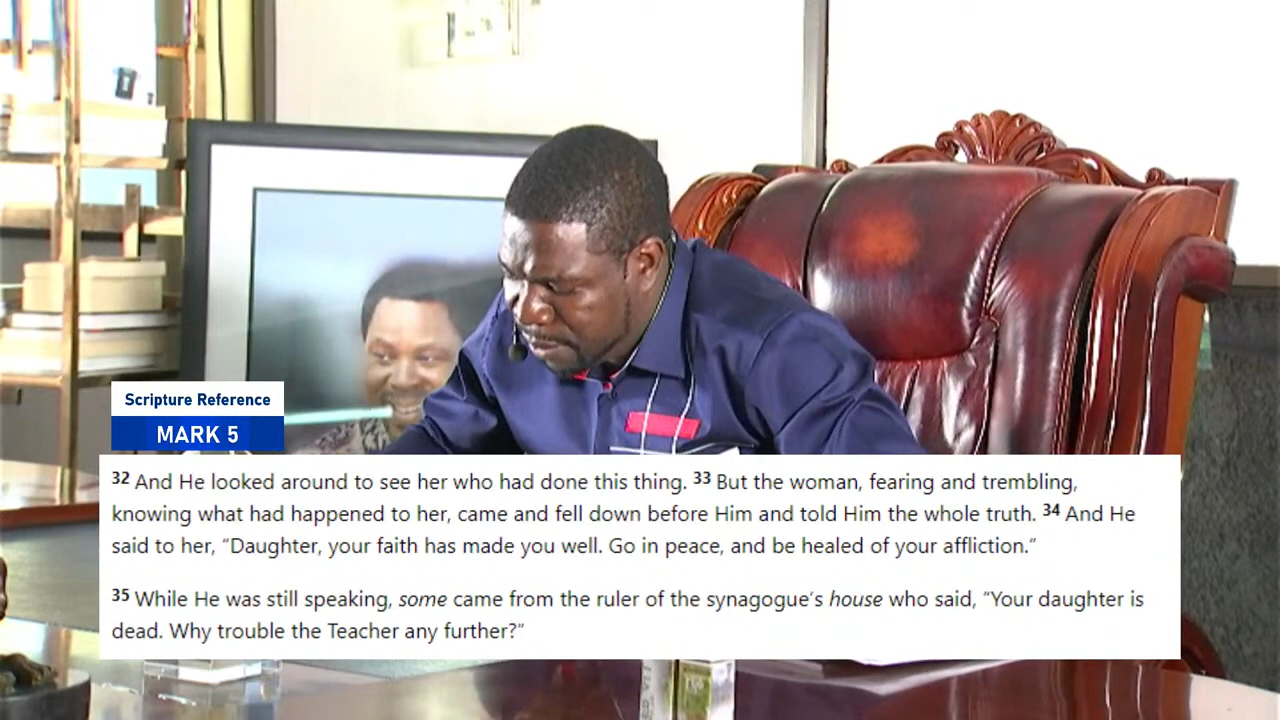 Scripture Reference
MARK 5
32 And He looked around to see her who had done this thing. 33 But the woman, fearing and trembling,
knowing what had happened to her, came and fell down before Him and told Him the whole truth. 34 And He
said to her, “Daughter, your faith has made you well. Go in peace, and be healed of your affliction.”
35 While He was still speaking, some came from the ruler of the synagogue’s house who said, “Your daughter is
dead. Why trouble the Teacher any further?”